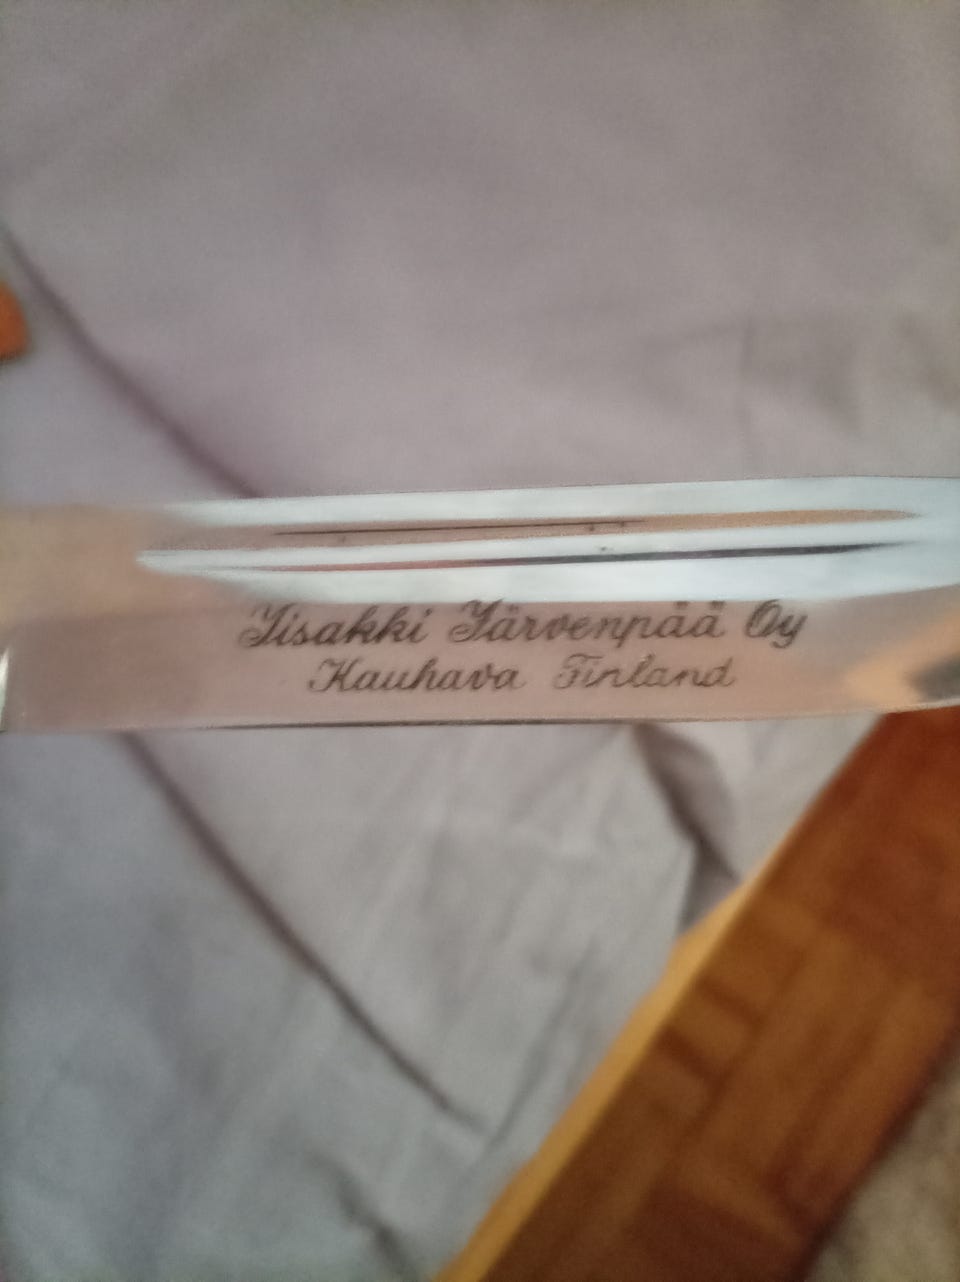 Iisakki Järvenpää Oy
Kauhava Finland